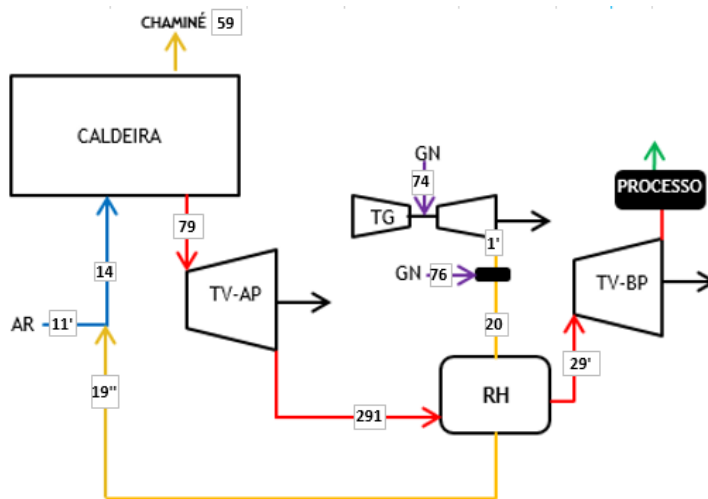 CHAMINÉ 59
CALDEIRA
GN
74
TG
PROCESSO
79
1'
14
TV-AP
GN 76
TV-BP
AR 11'
20
19"
29'
RH
291